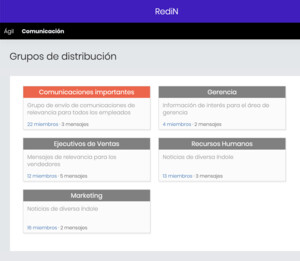 RediN
Ágil Comunicación
Grupos de distribución
Comunicaciones importantes
Grupo de envío de comunicaciones de
relevancia para todos los empleados
22 miembros · 3 mensajes
Gerencia
Información de interés para el área de
gerencia
4 miembros · 2 mensajes
Ejecutivos de Ventas
Mensajes de relevancia para los
vendedores
12 miembros · 5 mensajes
Recursos Humanos
Noticias de diversa índole
13 miembros · 3 mensajes
Marketing
Noticias de diversa índole
16 miembros · 2 mensajes